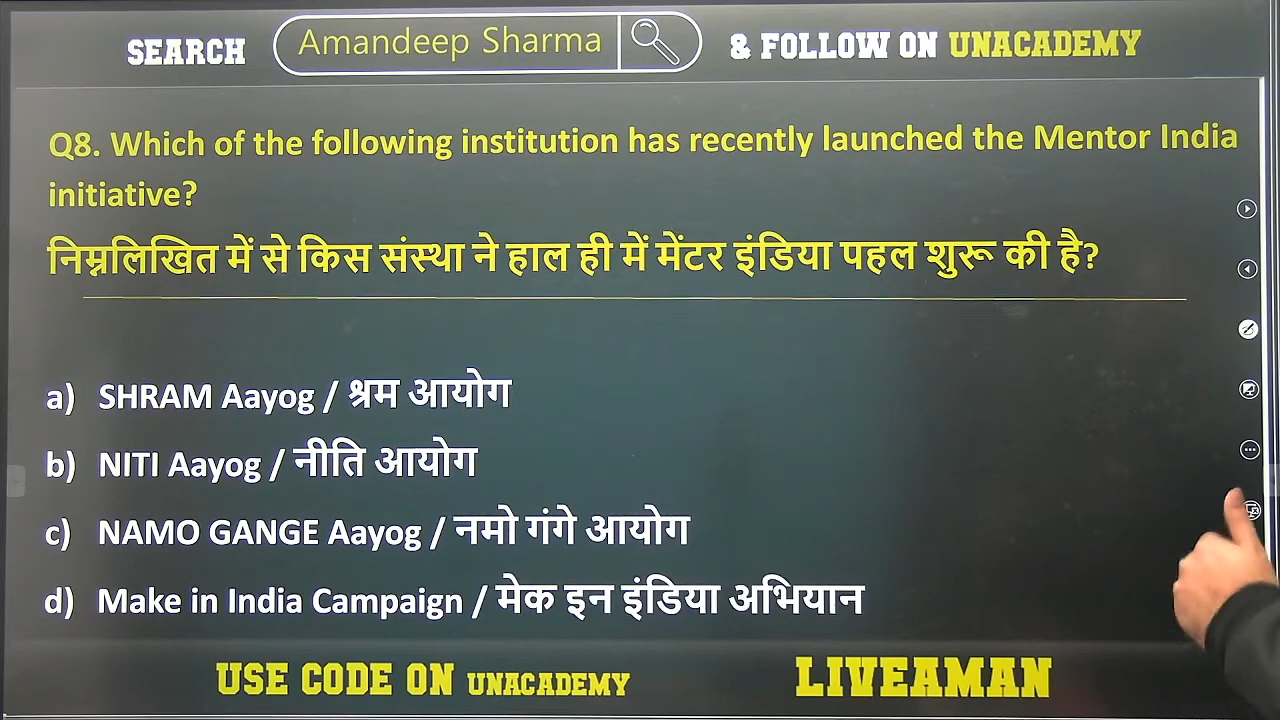 SEARCH Amandeep Sharma & FOLLOW ON UNACADEMY
Q8. Which of the following institution has recently launched the Mentor India
initiative?
निम्नलिखित में से किस संस्था ने हाल ही में मेंटर इंडिया पहल शुरू की है?
a) SHRAM Aayog / श्रम आयोग
b) NITI Aayog / नीति आयोग
c) NAMO GANGE Aayog / नमो गंगे आयोग
d) Make in India Campaign / मेक इन इंडिया अभियान
USE CODE ON UNACADEMY LIVEAMAN